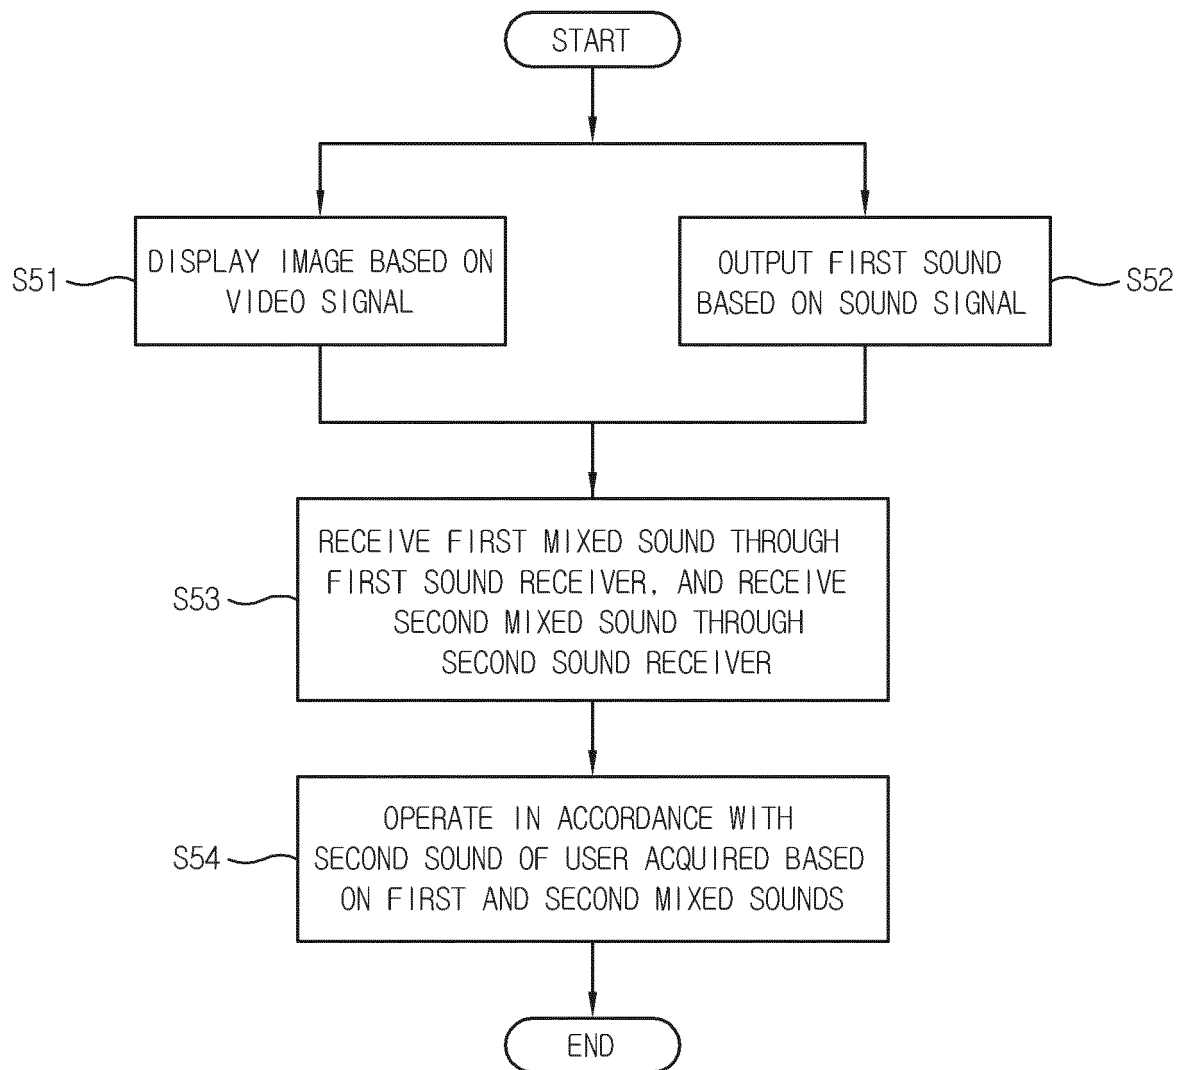 START
S51
DISPLAY IMAGE BASED ON
VIDEO SIGNAL
OUTPUT FIRST SOUND
BASED ON SOUND SIGNAL
S52
S53
RECEIVE FIRST MIXED SOUND THROUGH
FIRST SOUND RECEIVER, AND RECEIVE
SECOND MIXED SOUND THROUGH
SECOND SOUND RECEIVER
S54
OPERATE IN ACCORDANCE WITH
SECOND SOUND OF USER ACQUIRED BASED
ON FIRST AND SECOND MIXED SOUNDS
END